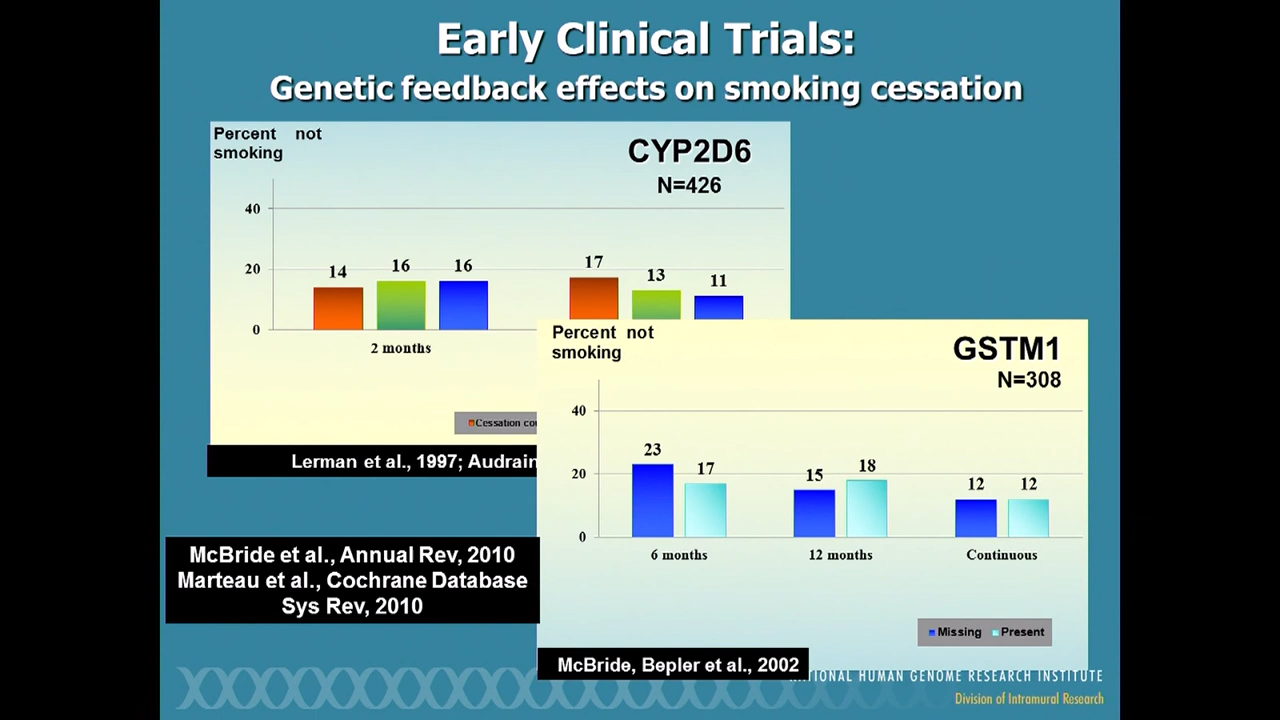 Early Clinical Trials:
Genetic feedback effects on smoking cessation
Percent not
smoking
CYP2D6
N=426
40
20
0
14
16
16
17
13
11
2 months
Cessation
Lerman et al., 1997; Audrain
Percent not
smoking
GSTM1
N=308
40
20
0
23
17
15
18
12
12
6 months
12 months
Continuous
Missing
Present
McBride, Bepler et al., 2002
McBride et al., Annual Rev, 2010
Marteau et al., Cochrane Database
Sys Rev, 2010
NATIONAL HUMAN GENOME RESEARCH INSTITUTE
Division of Intramural Research